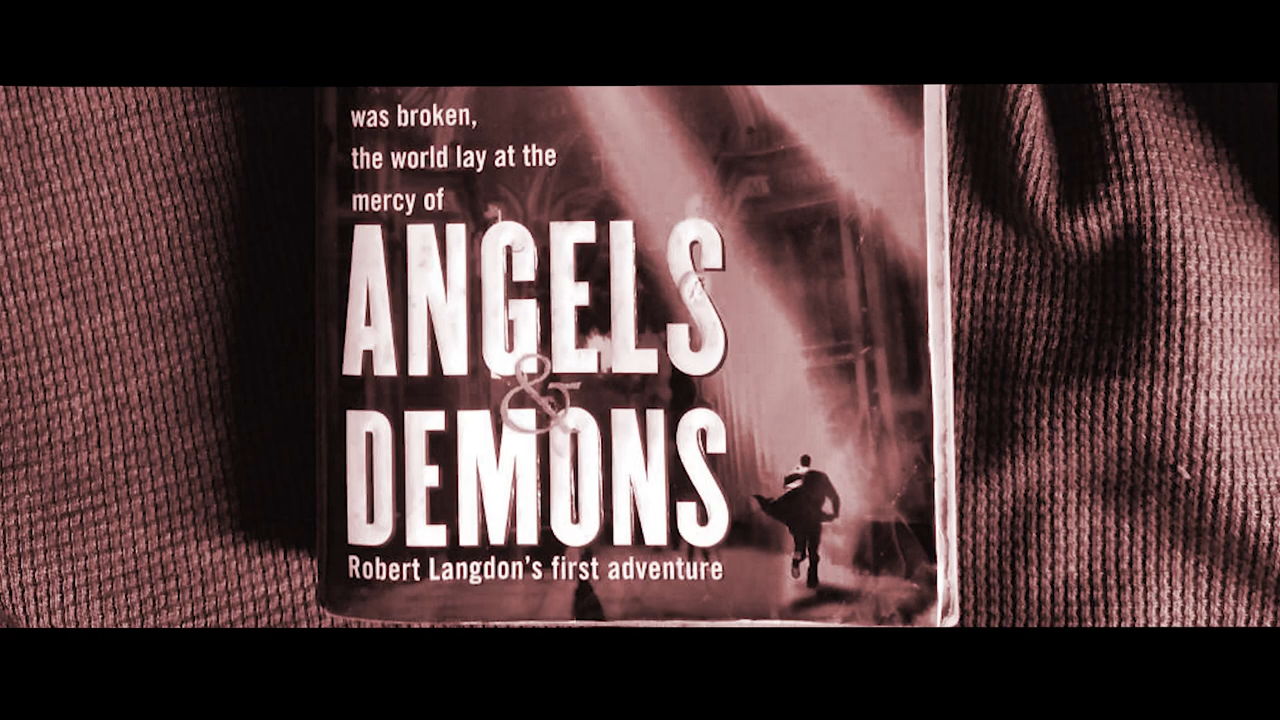 was broken,
the world lay at the
mercy of
ANGELS
&
DEMONS
Robert Langdon's first adventure